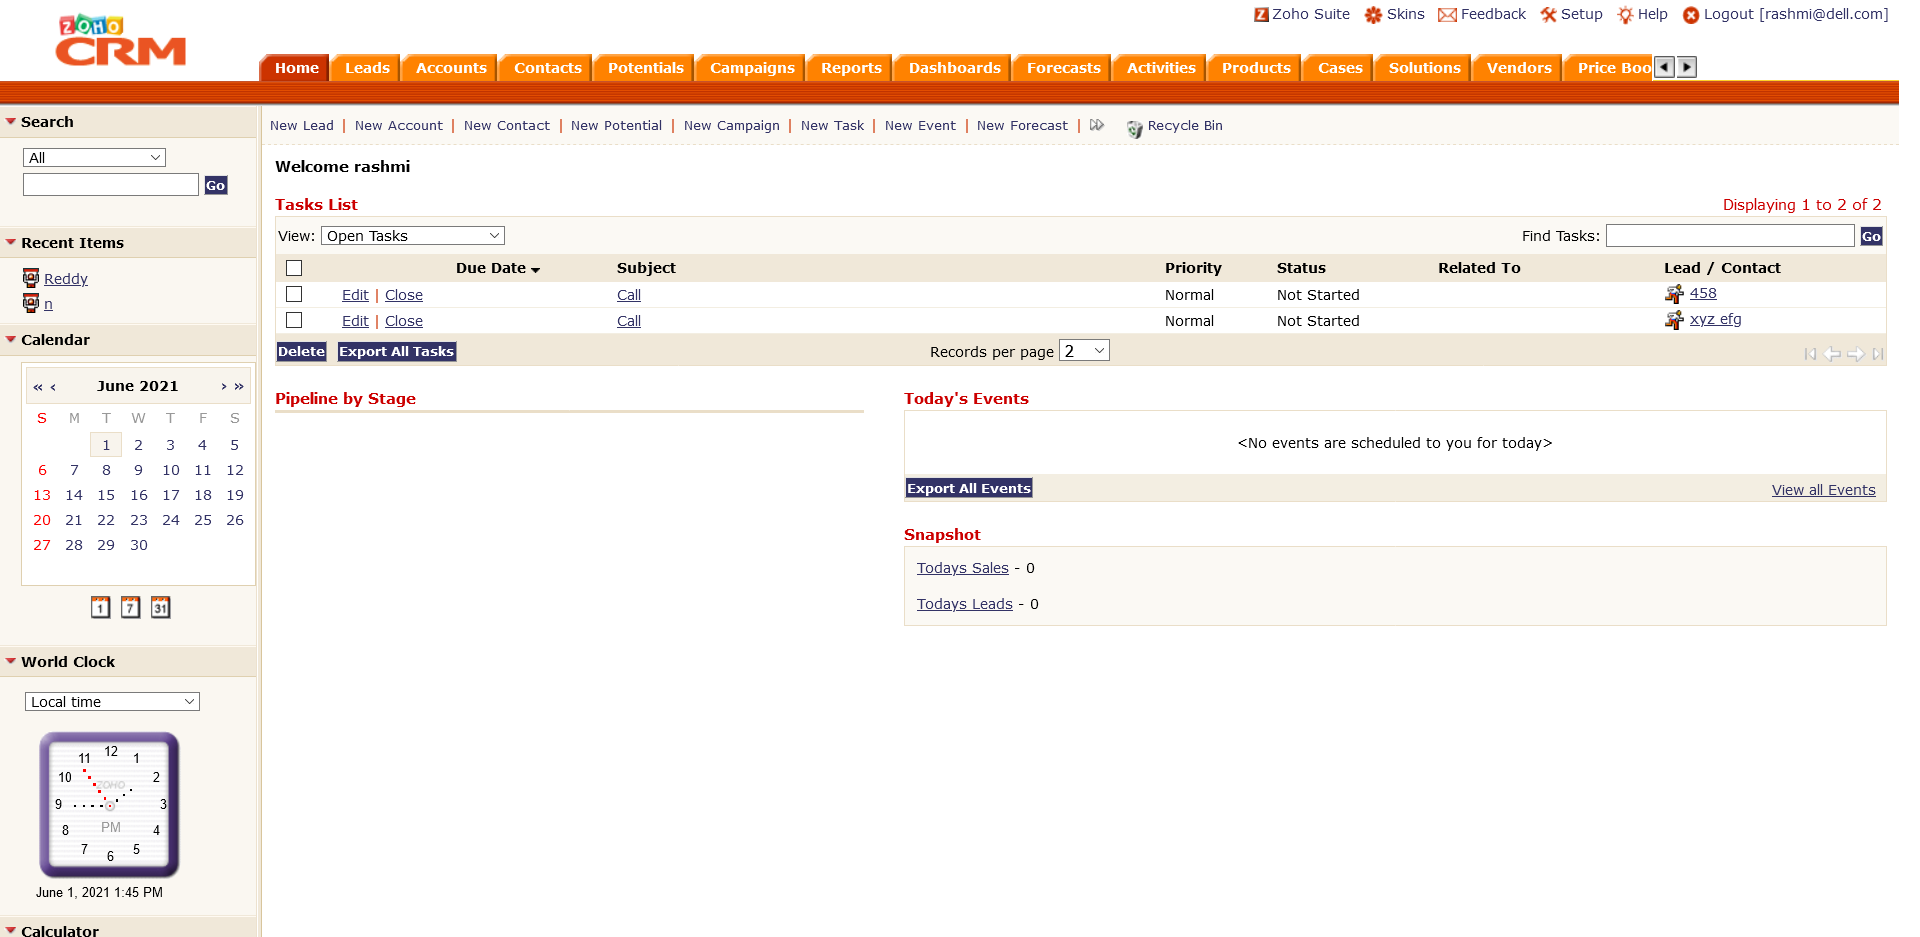 Zoho Suite Skins Feedback Setup Help Logout [rashmi@dell.com]
ZOHO
CRM
Home Leads Accounts Contacts Potentials Campaigns Reports Dashboards Forecasts Activities Products Cases Solutions Vendors Price Boo
Search
All
Go
Recent Items
Reddy
n
Calendar
« ‹ June 2021 › »
S M T W T F S
1 2 3 4 5
6 7 8 9 10 11 12
13 14 15 16 17 18 19
20 21 22 23 24 25 26
27 28 29 30
1 7 31
World Clock
Local time
12
11 1
10 2
ZOHO
9 3
PM
8 4
7 5
6
June 1, 2021 1:45 PM
Calculator
New Lead | New Account | New Contact | New Potential | New Campaign | New Task | New Event | New Forecast | Recycle Bin
Welcome rashmi
Tasks List Displaying 1 to 2 of 2
View: Open Tasks Find Tasks: Go
Due Date Subject Priority Status Related To Lead / Contact
Edit | Close Call Normal Not Started 458
Edit | Close Call Normal Not Started xyz efg
Delete Export All Tasks Records per page 2
Pipeline by Stage
Today's Events
<No events are scheduled to you for today>
Export All Events View all Events
Snapshot
Todays Sales - 0
Todays Leads - 0